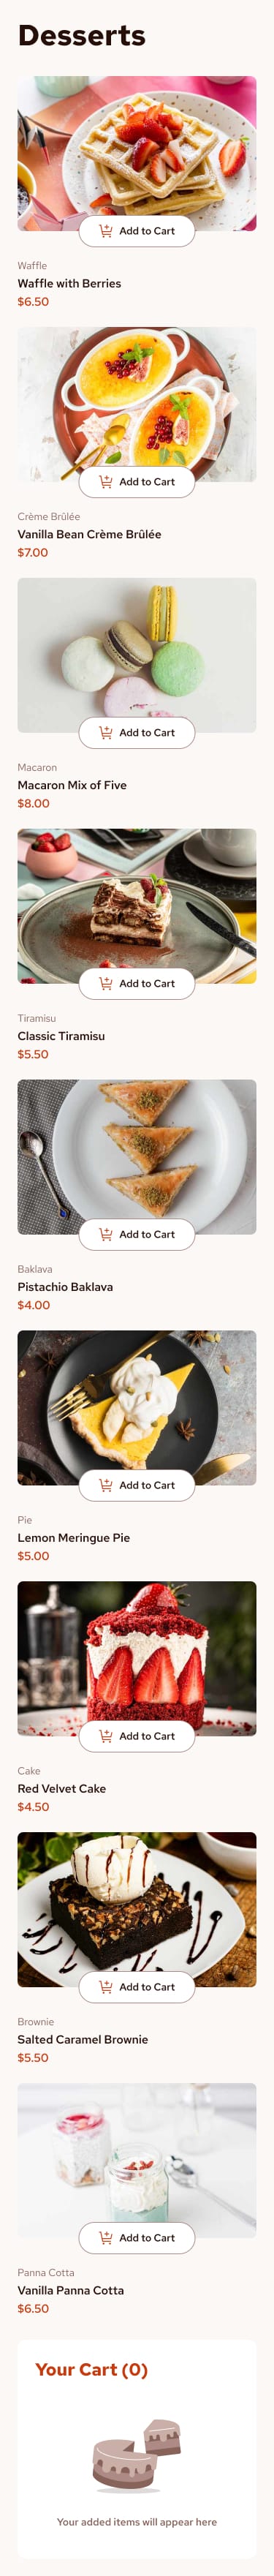 Desserts
Add to Cart
Waffle
Waffle with Berries
$6.50
Add to Cart
Crème Brûlée
Vanilla Bean Crème Brûlée
$7.00
Add to Cart
Macaron
Macaron Mix of Five
$8.00
Add to Cart
Tiramisu
Classic Tiramisu
$5.50
Add to Cart
Baklava
Pistachio Baklava
$4.00
Add to Cart
Pie
Lemon Meringue Pie
$5.00
Add to Cart
Cake
Red Velvet Cake
$4.50
Add to Cart
Brownie
Salted Caramel Brownie
$5.50
Add to Cart
Panna Cotta
Vanilla Panna Cotta
$6.50
Your Cart (0)
Your added items will appear here